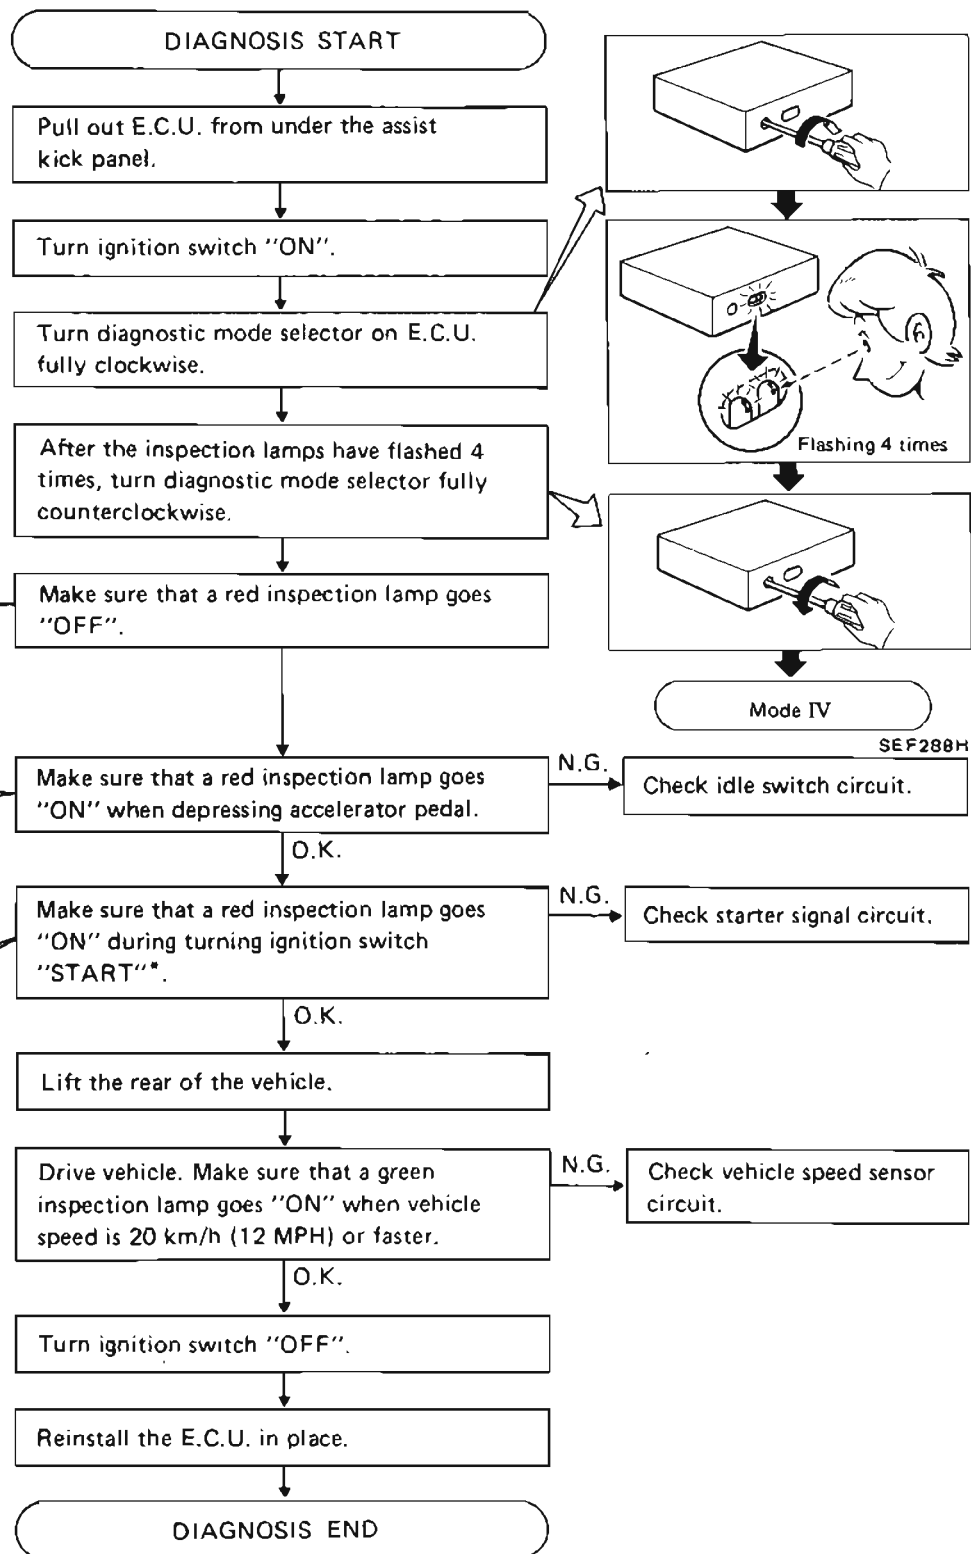 DIAGNOSIS START
Pull out E.C.U. from under the assist
kick panel.
Turn ignition switch "ON".
Turn diagnostic mode selector on E.C.U.
fully clockwise.
After the inspection lamps have flashed 4
times, turn diagnostic mode selector fully
counterclockwise.
Flashing 4 times
Mode IV
SEF288H
Make sure that a red inspection lamp goes
"OFF".
Make sure that a red inspection lamp goes
"ON" when depressing accelerator pedal.
N.G.
Check idle switch circuit.
O.K.
Make sure that a red inspection lamp goes
"ON" during turning ignition switch
"START"*.
N.G.
Check starter signal circuit.
O.K.
Lift the rear of the vehicle.
Drive vehicle. Make sure that a green
inspection lamp goes "ON" when vehicle
speed is 20 km/h (12 MPH) or faster.
N.G.
Check vehicle speed sensor
circuit.
O.K.
Turn ignition switch "OFF".
Reinstall the E.C.U. in place.
DIAGNOSIS END